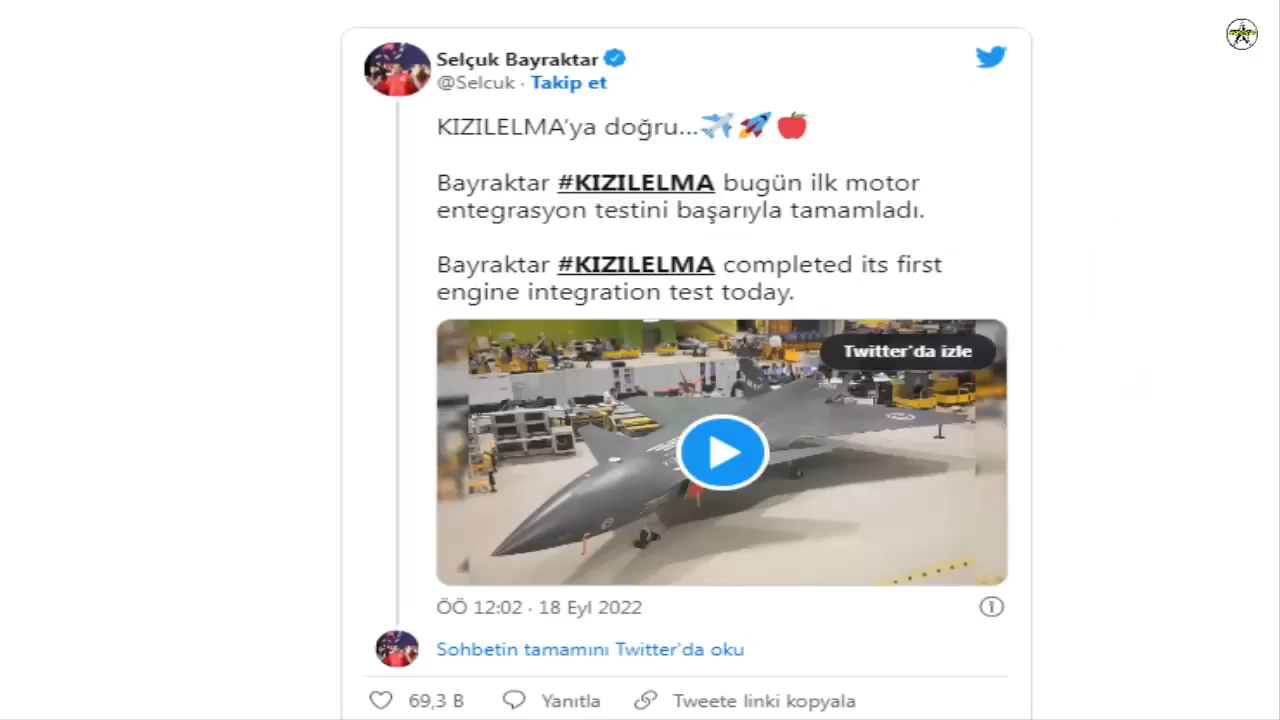 Selçuk Bayraktar
@Selcuk · Takip et
KIZILELMA'ya doğru...✈️🚀🍎
Bayraktar #KIZILELMA bugün ilk motor
entegrasyon testini başarıyla tamamladı.
Bayraktar #KIZILELMA completed its first
engine integration test today.
Twitter'da izle
ÖÖ 12:02 · 18 Eyl 2022
Sohbetin tamamını Twitter'da oku
69,3 B Yanıtla Tweete linki kopyala